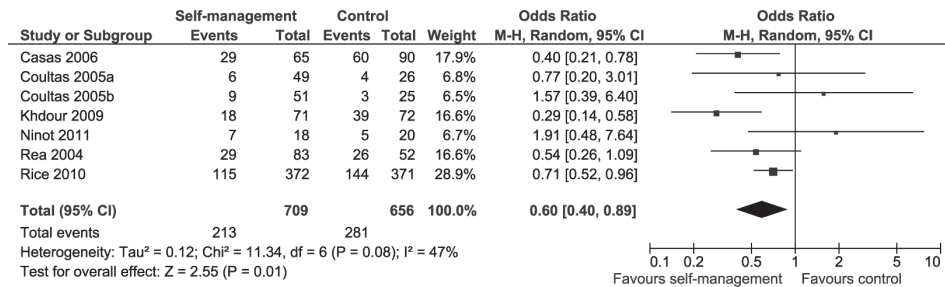 Self-management Control Odds Ratio Odds Ratio
Study or Subgroup Events Total Events Total Weight M-H, Random, 95% CI M-H, Random, 95% CI
Casas 2006 29 65 60 90 17.9% 0.40 [0.21, 0.78]
Coultas 2005a 6 49 4 26 6.8% 0.77 [0.20, 3.01]
Coultas 2005b 9 51 3 25 6.5% 1.57 [0.39, 6.40]
Khdour 2009 18 71 39 72 16.6% 0.29 [0.14, 0.58]
Ninot 2011 7 18 5 20 6.7% 1.91 [0.48, 7.64]
Rea 2004 29 83 26 52 16.6% 0.54 [0.26, 1.09]
Rice 2010 115 372 144 371 28.9% 0.71 [0.52, 0.96]
Total (95% CI) 709 656 100.0% 0.60 [0.40, 0.89]
Total events 213 281
Heterogeneity: Tau² = 0.12; Chi² = 11.34, df = 6 (P = 0.08); I² = 47%
Test for overall effect: Z = 2.55 (P = 0.01)
0.1 0.2 0.5 1 2 5 10
Favours self-management Favours control